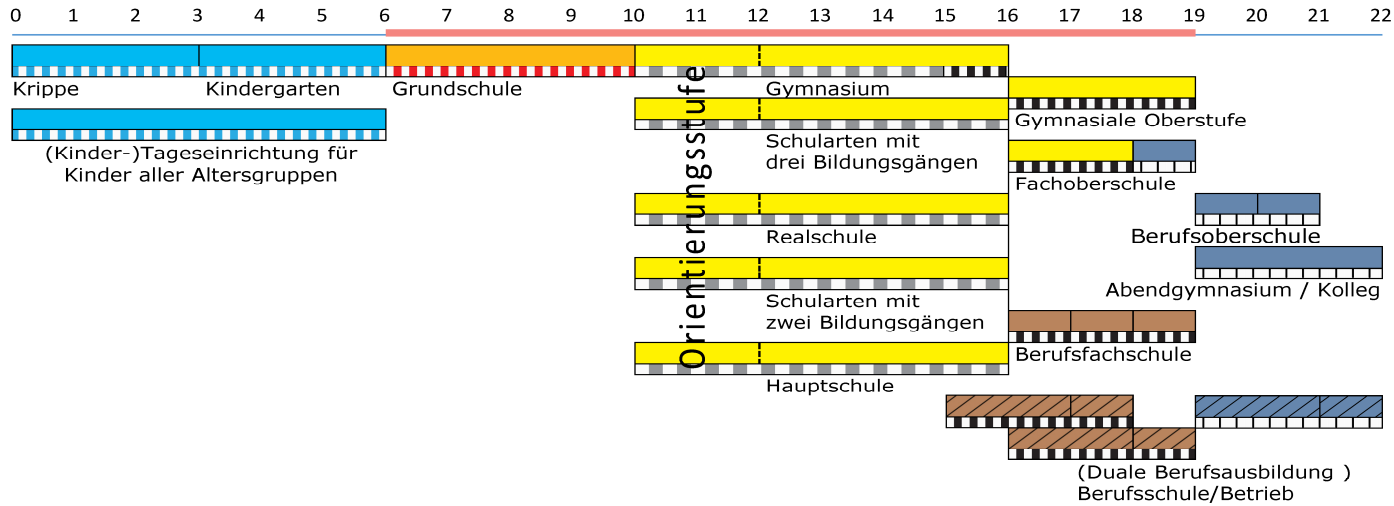 0 1 2 3 4 5 6 7 8 9 10 11 12 13 14 15 16 17 18 19 20 21 22
Krippe
Kindergarten
Grundschule
Gymnasium
Orientierungsstufe
Gymnasiale Oberstufe
(Kinder-)Tageseinrichtung für
Kinder aller Altersgruppen
Schularten mit
drei Bildungsgängen
Fachoberschule
Realschule
Berufsoberschule
Abendgymnasium / Kolleg
Schularten mit
zwei Bildungsgängen
Berufsfachschule
Hauptschule
(Duale Berufsausbildung )
Berufsschule/Betrieb